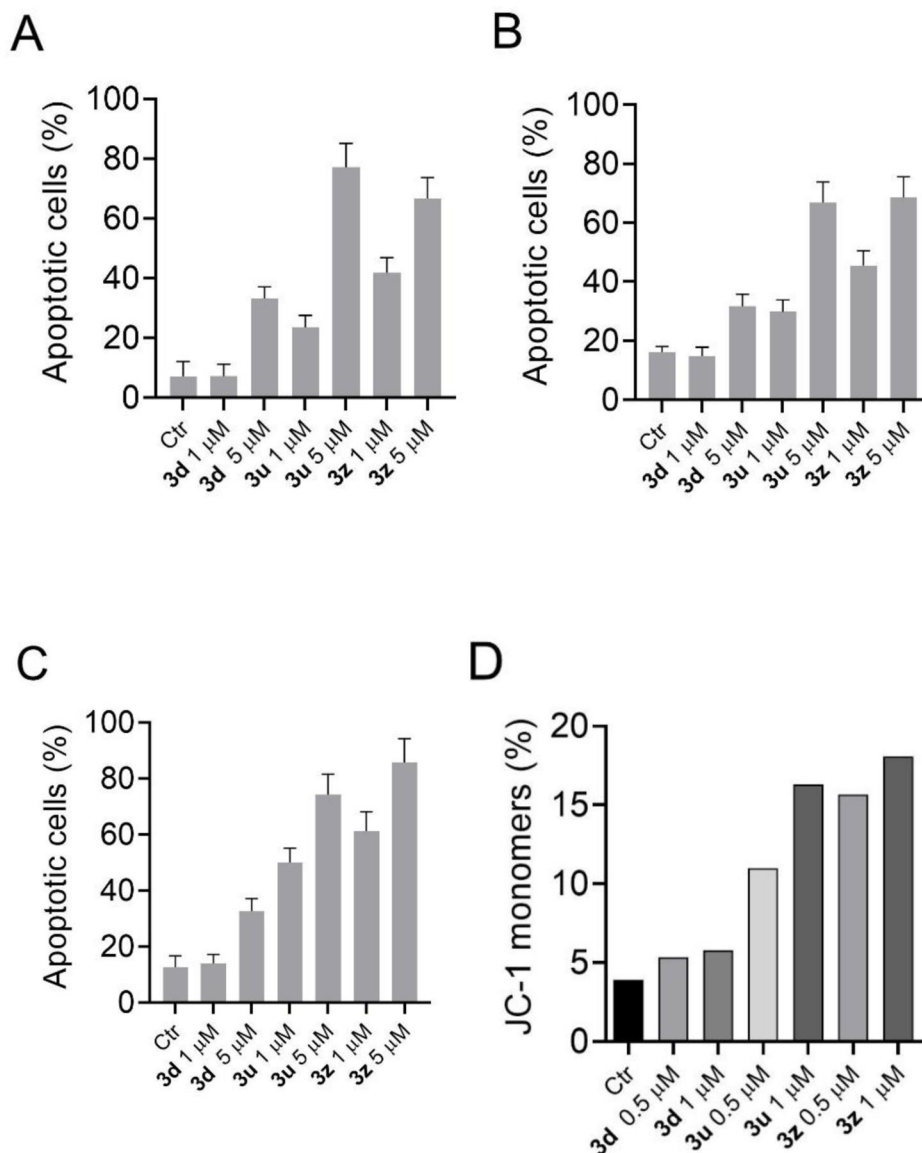 A
Apoptotic cells (%)
100
80
60
40
20
0
Ctr
3d 1 μM
3d 5 μM
3u 1 μM
3u 5 μM
3z 1 μM
3z 5 μM
B
Apoptotic cells (%)
100
80
60
40
20
0
Ctr
3d 1 μM
3d 5 μM
3u 1 μM
3u 5 μM
3z 1 μM
3z 5 μM
C
Apoptotic cells (%)
100
80
60
40
20
0
Ctr
3d 1 μM
3d 5 μM
3u 1 μM
3u 5 μM
3z 1 μM
3z 5 μM
D
JC-1 monomers (%)
20
15
10
5
0
Ctr
3d 0.5 μM
3d 1 μM
3u 0.5 μM
3u 1 μM
3z 0.5 μM
3z 1 μM